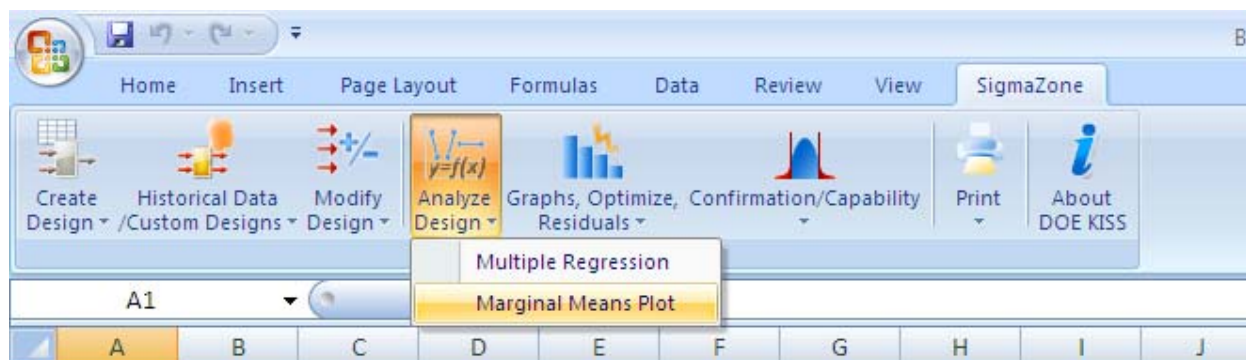 B
Home Insert Page Layout Formulas Data Review View SigmaZone
y=f(x)
Create Design
Historical Data /Custom Designs
Modify Design
Analyze Design
Graphs, Optimize, Residuals
Confirmation/Capability
Print
About DOE KISS
Multiple Regression
Marginal Means Plot
A1
A B C D E F G H I J